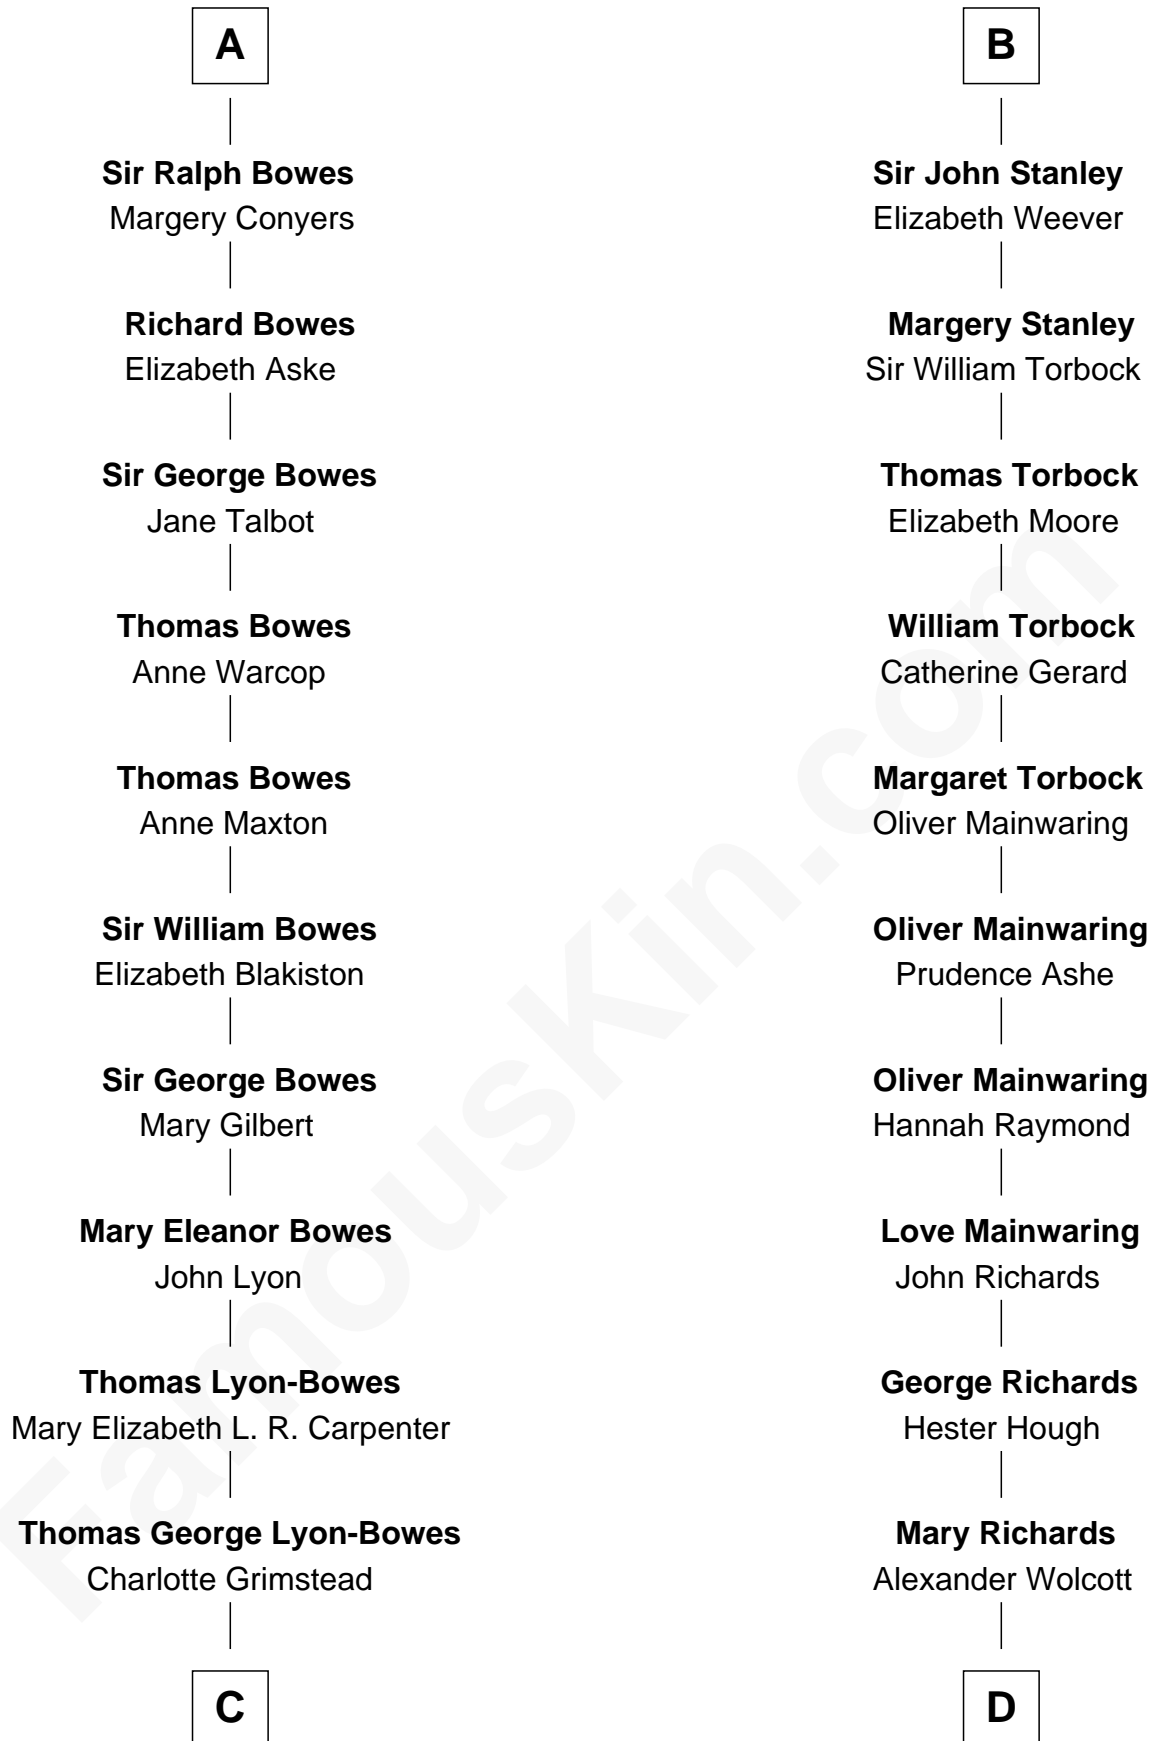 A
Sir Ralph Bowes
Margery Conyers
Richard Bowes
Elizabeth Aske
Sir George Bowes
Jane Talbot
Thomas Bowes
Anne Warcop
Thomas Bowes
Anne Maxton
Sir William Bowes
Elizabeth Blakiston
Sir George Bowes
Mary Gilbert
Mary Eleanor Bowes
John Lyon
Thomas Lyon-Bowes
Mary Elizabeth L. R. Carpenter
Thomas George Lyon-Bowes
Charlotte Grimstead
C
B
Sir John Stanley
Elizabeth Weever
Margery Stanley
Sir William Torbock
Thomas Torbock
Elizabeth Moore
William Torbock
Catherine Gerard
Margaret Torbock
Oliver Mainwaring
Oliver Mainwaring
Prudence Ashe
Oliver Mainwaring
Hannah Raymond
Love Mainwaring
John Richards
George Richards
Hester Hough
Mary Richards
Alexander Wolcott
D
FamousKin.com